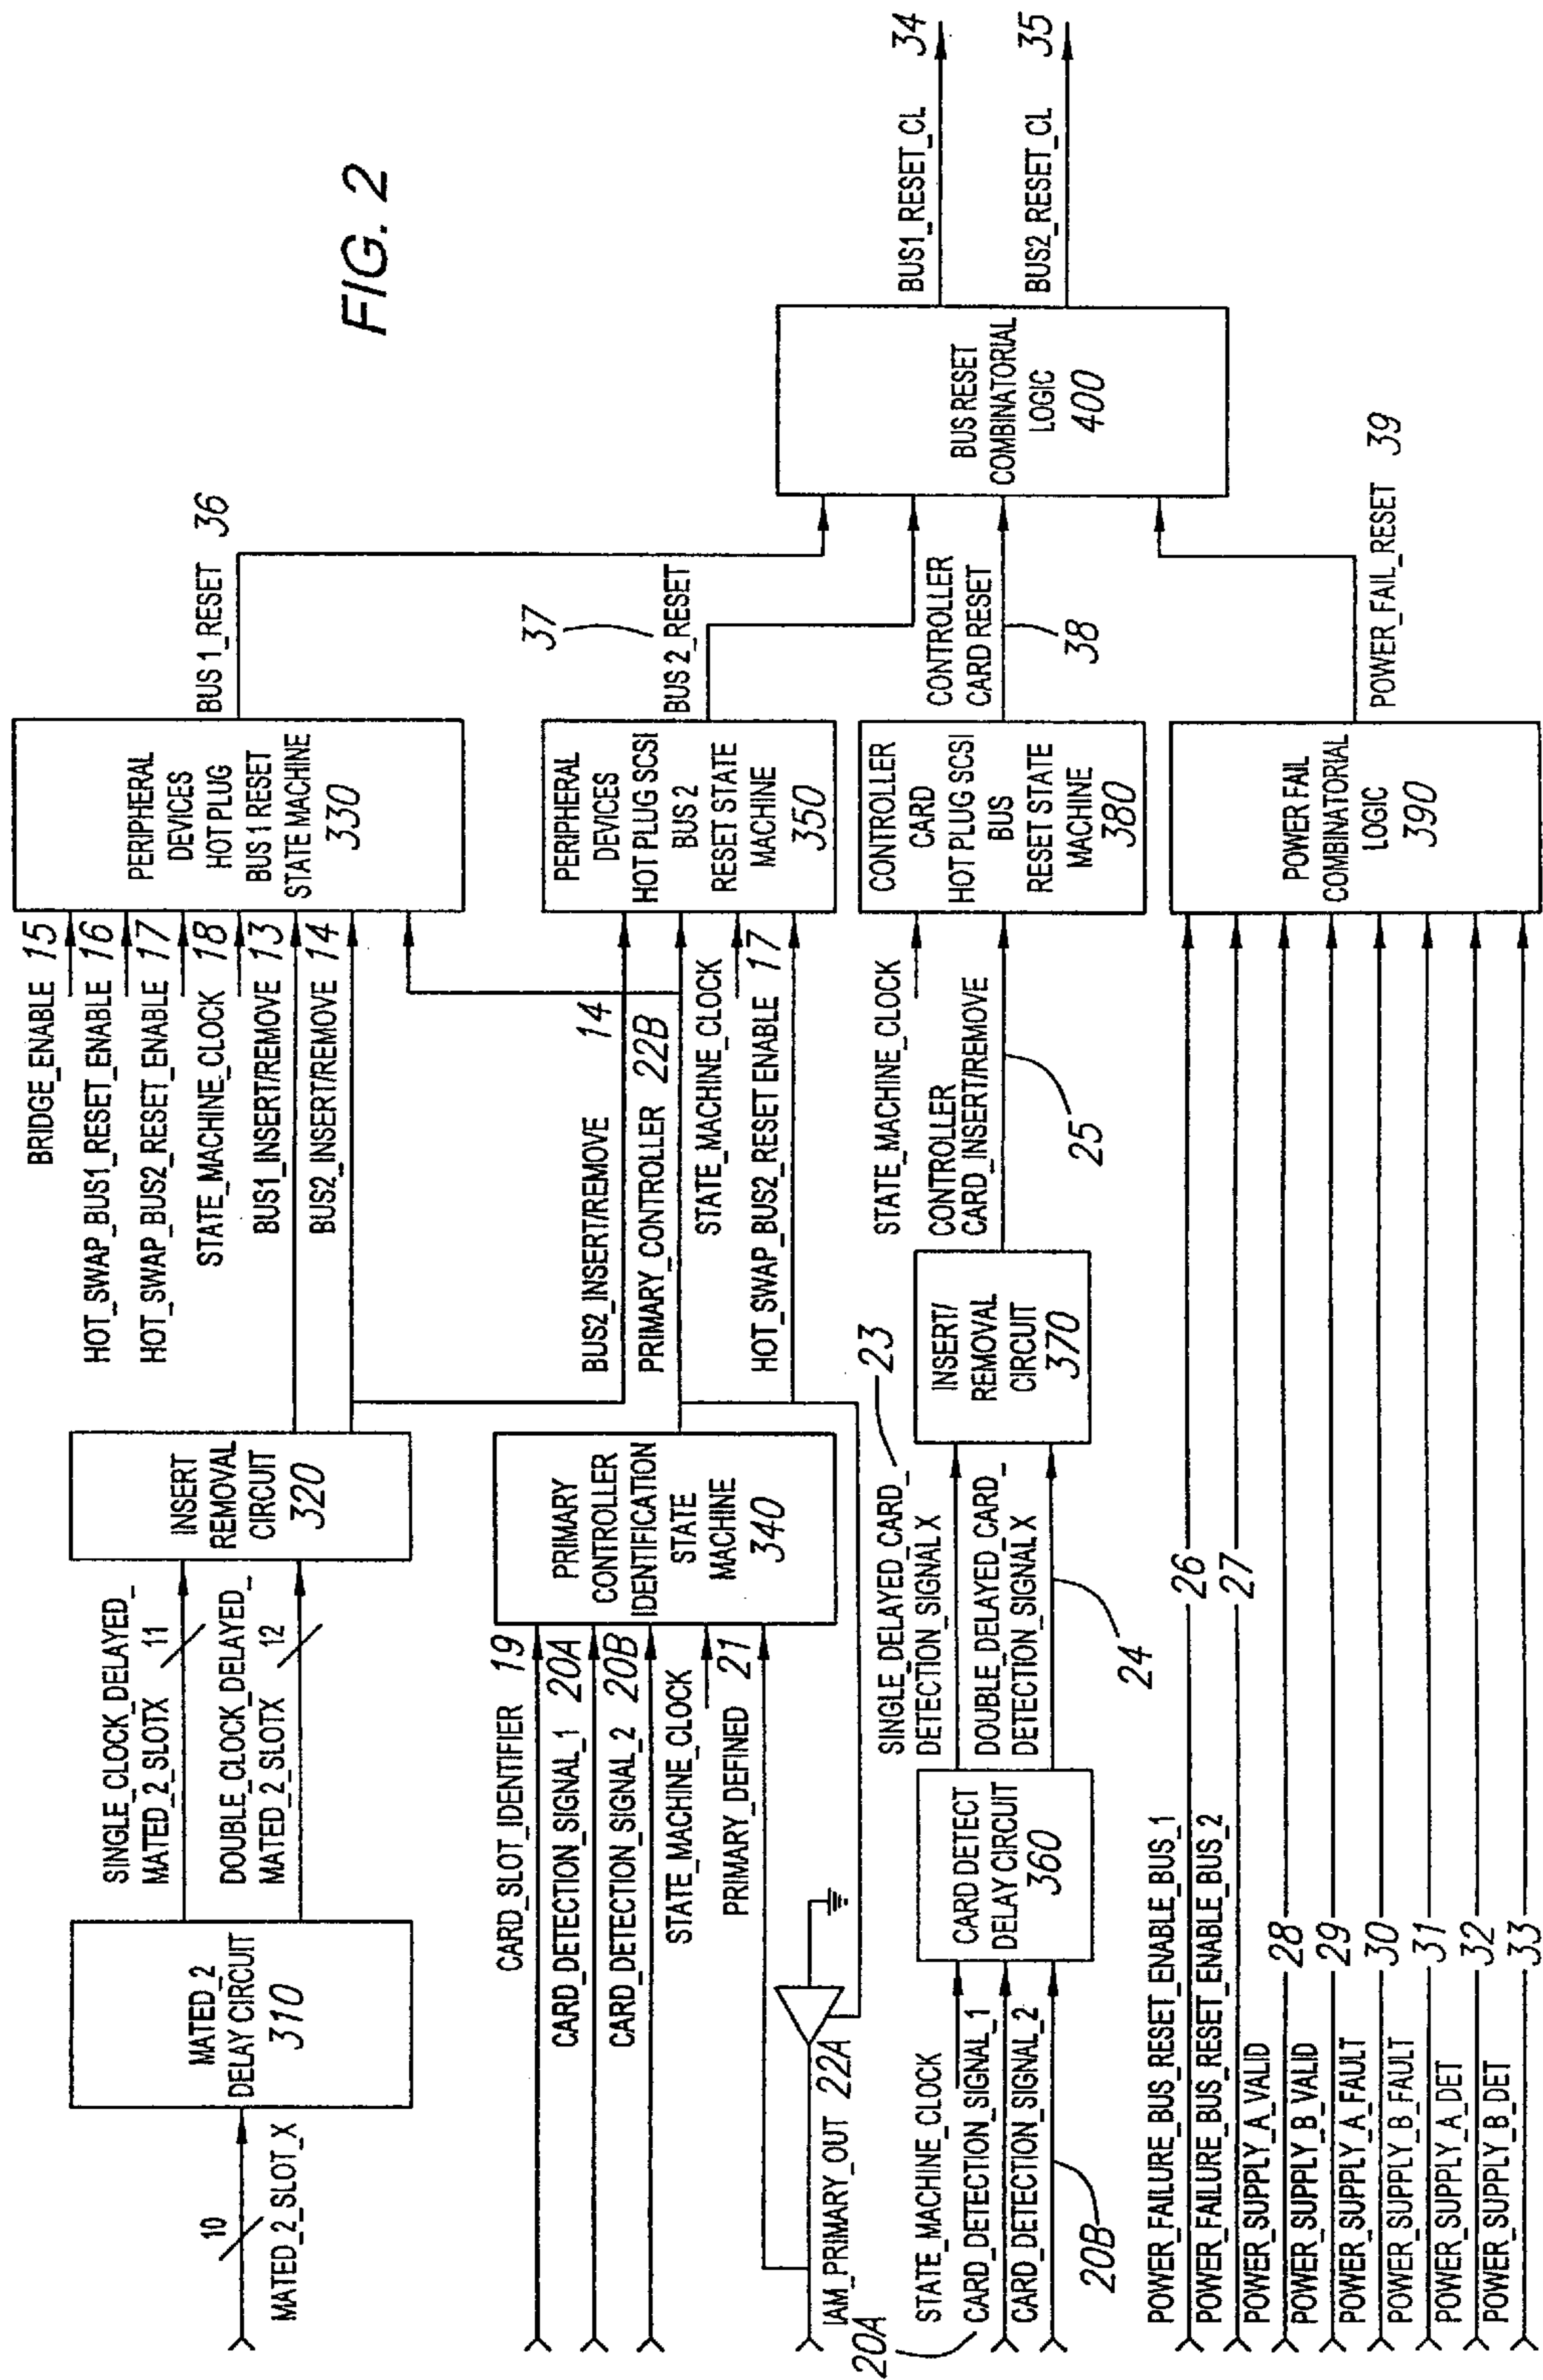 FIG. 2
10
MATED_2_SLOT_X
MATED_2
DELAY CIRCUIT
310
SINGLE_CLOCK_DELAYED_
MATED_2_SLOTX
11
DOUBLE_CLOCK_DELAYED_
MATED_2_SLOTX
12
INSERT
REMOVAL
CIRCUIT
320
BRIDGE_ENABLE 15
HOT_SWAP_BUS1_RESET_ENABLE 16
HOT_SWAP_BUS2_RESET_ENABLE 17
STATE_MACHINE_CLOCK 18
BUS1_INSERT/REMOVE 13
BUS2_INSERT/REMOVE 14
PERIPHERAL
DEVICES
HOT PLUG
BUS 1 RESET
STATE MACHINE
330
BUS 1_RESET 36
CARD_SLOT_IDENTIFIER 19
CARD_DETECTION_SIGNAL_1 20A
CARD_DETECTION_SIGNAL_2 20B
STATE_MACHINE_CLOCK
PRIMARY_DEFINED 21
IAM_PRIMARY_OUT 22A
PRIMARY
CONTROLLER
IDENTIFICATION
STATE
MACHINE
340
BUS2_INSERT/REMOVE 14
PRIMARY_CONTROLLER 22B
STATE_MACHINE_CLOCK
HOT_SWAP_BUS2_RESET ENABLE 17
PERIPHERAL
DEVICES
HOT PLUG SCSI
BUS 2
RESET STATE
MACHINE
350
37
BUS 2_RESET
STATE_MACHINE_CLOCK
CARD_DETECTION_SIGNAL_1
20A
CARD_DETECTION_SIGNAL_2
20B
CARD DETECT
DELAY CIRCUIT
360
SINGLE_DELAYED_CARD_
DETECTION_SIGNAL X
23
DOUBLE_DELAYED_CARD_
DETECTION_SIGNAL X
24
INSERT/
REMOVAL
CIRCUIT
370
STATE_MACHINE_CLOCK
CONTROLLER
CARD_INSERT/REMOVE
25
CONTROLLER
CARD
HOT PLUG SCSI
BUS
RESET STATE
MACHINE
380
CONTROLLER
CARD RESET
38
POWER_FAILURE_BUS_RESET_ENABLE_BUS_1 26
POWER_FAILURE_BUS_RESET_ENABLE_BUS_2 27
POWER_SUPPLY_A_VALID 28
POWER_SUPPLY_B_VALID 29
POWER_SUPPLY_A_FAULT 30
POWER_SUPPLY_B_FAULT 31
POWER_SUPPLY_A_DET 32
POWER_SUPPLY_B_DET 33
POWER FAIL
COMBINATORIAL
LOGIC
390
POWER_FAIL_RESET 39
BUS RESET
COMBINATORIAL
LOGIC
400
BUS1_RESET_CL 34
BUS2_RESET_CL 35